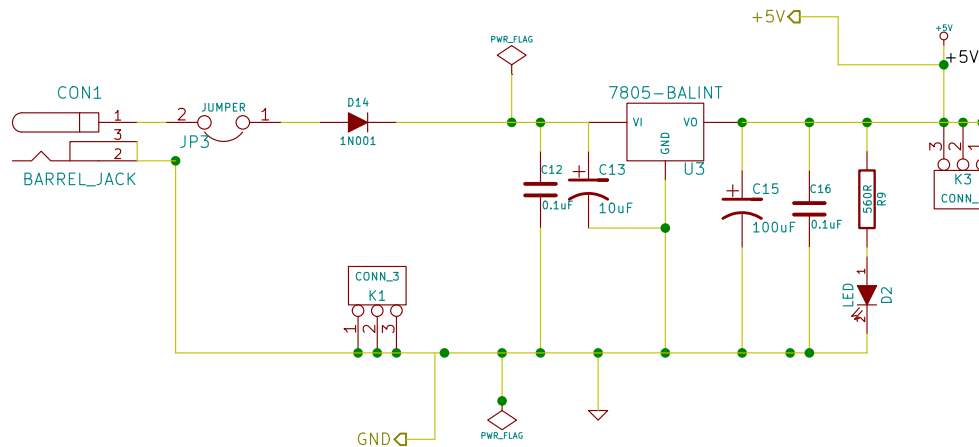 +5V
+5V
+5V
PWR_FLAG
CON1
1
3
2
BARREL_JACK
2
JUMPER
1
JP3
D14
1N001
7805-BALINT
VI
VO
GND
U3
C12
0.1uF
C13
10uF
C15
100uF
C16
0.1uF
560R
R9
3
2
1
K3
CONN_
LED
1
2
D2
CONN_3
K1
1
2
3
GND
PWR_FLAG